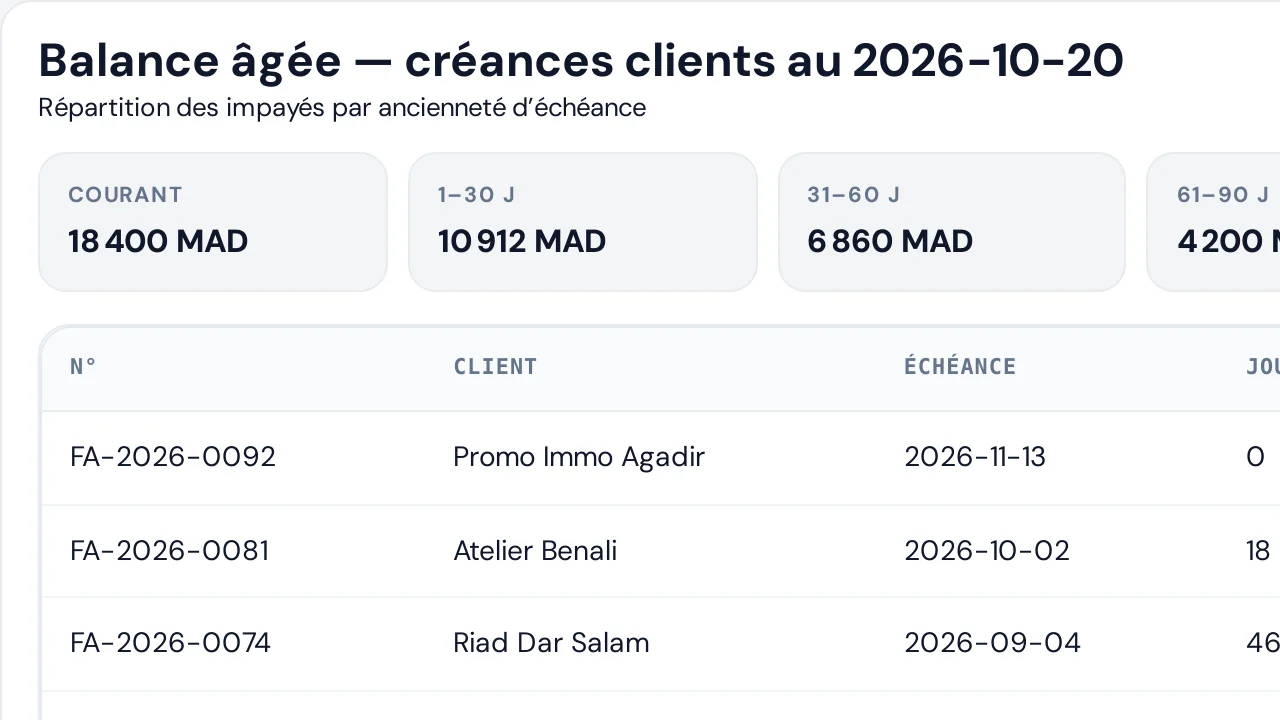 Balance âgée — créances clients au 2026-10-20
Répartition des impayés par ancienneté d’échéance
COURANT
18 400 MAD
1–30 J
10 912 MAD
31–60 J
6 860 MAD
61–90 J
4 200
N° CLIENT ÉCHÉANCE
FA-2026-0092 Promo Immo Agadir 2026-11-13 0
FA-2026-0081 Atelier Benali 2026-10-02 18
FA-2026-0074 Riad Dar Salam 2026-09-04 46